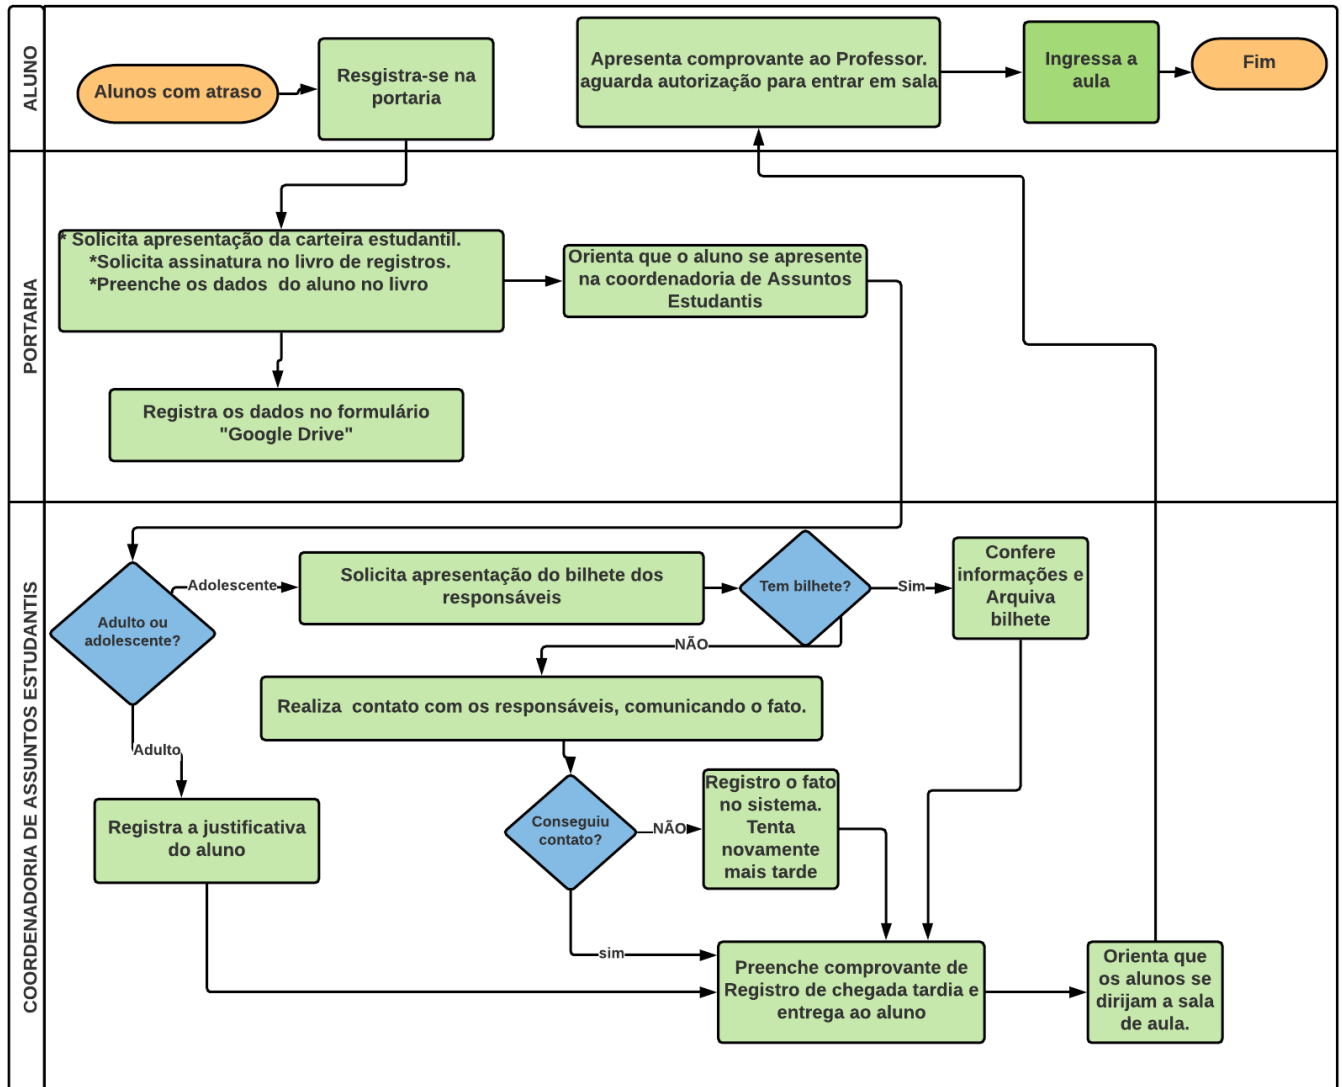 ALUNO
Alunos com atraso
Resgistra-se na
portaria
Apresenta comprovante ao Professor.
aguarda autorização para entrar em sala
Ingressa a
aula
Fim
PORTARIA
* Solicita apresentação da carteira estudantil.
*Solicita assinatura no livro de registros.
*Preenche os dados do aluno no livro
Orienta que o aluno se apresente
na coordenadoria de Assuntos
Estudantis
Registra os dados no formulário
"Google Drive"
COORDENADORIA DE ASSUNTOS ESTUDANTIS
Adulto ou
adolescente?
Adolescente
Solicita apresentação do bilhete dos
responsáveis
Tem bilhete?
Sim
Confere
informações e
Arquiva
bilhete
NÃO
Realiza contato com os responsáveis, comunicando o fato.
Adulto
Registra a justificativa
do aluno
Conseguiu
contato?
NÃO
Registro o fato
no sistema.
Tenta
novamente
mais tarde
sim
Preenche comprovante de
Registro de chegada tardia e
entrega ao aluno
Orienta que
os alunos se
dirijam a sala
de aula.